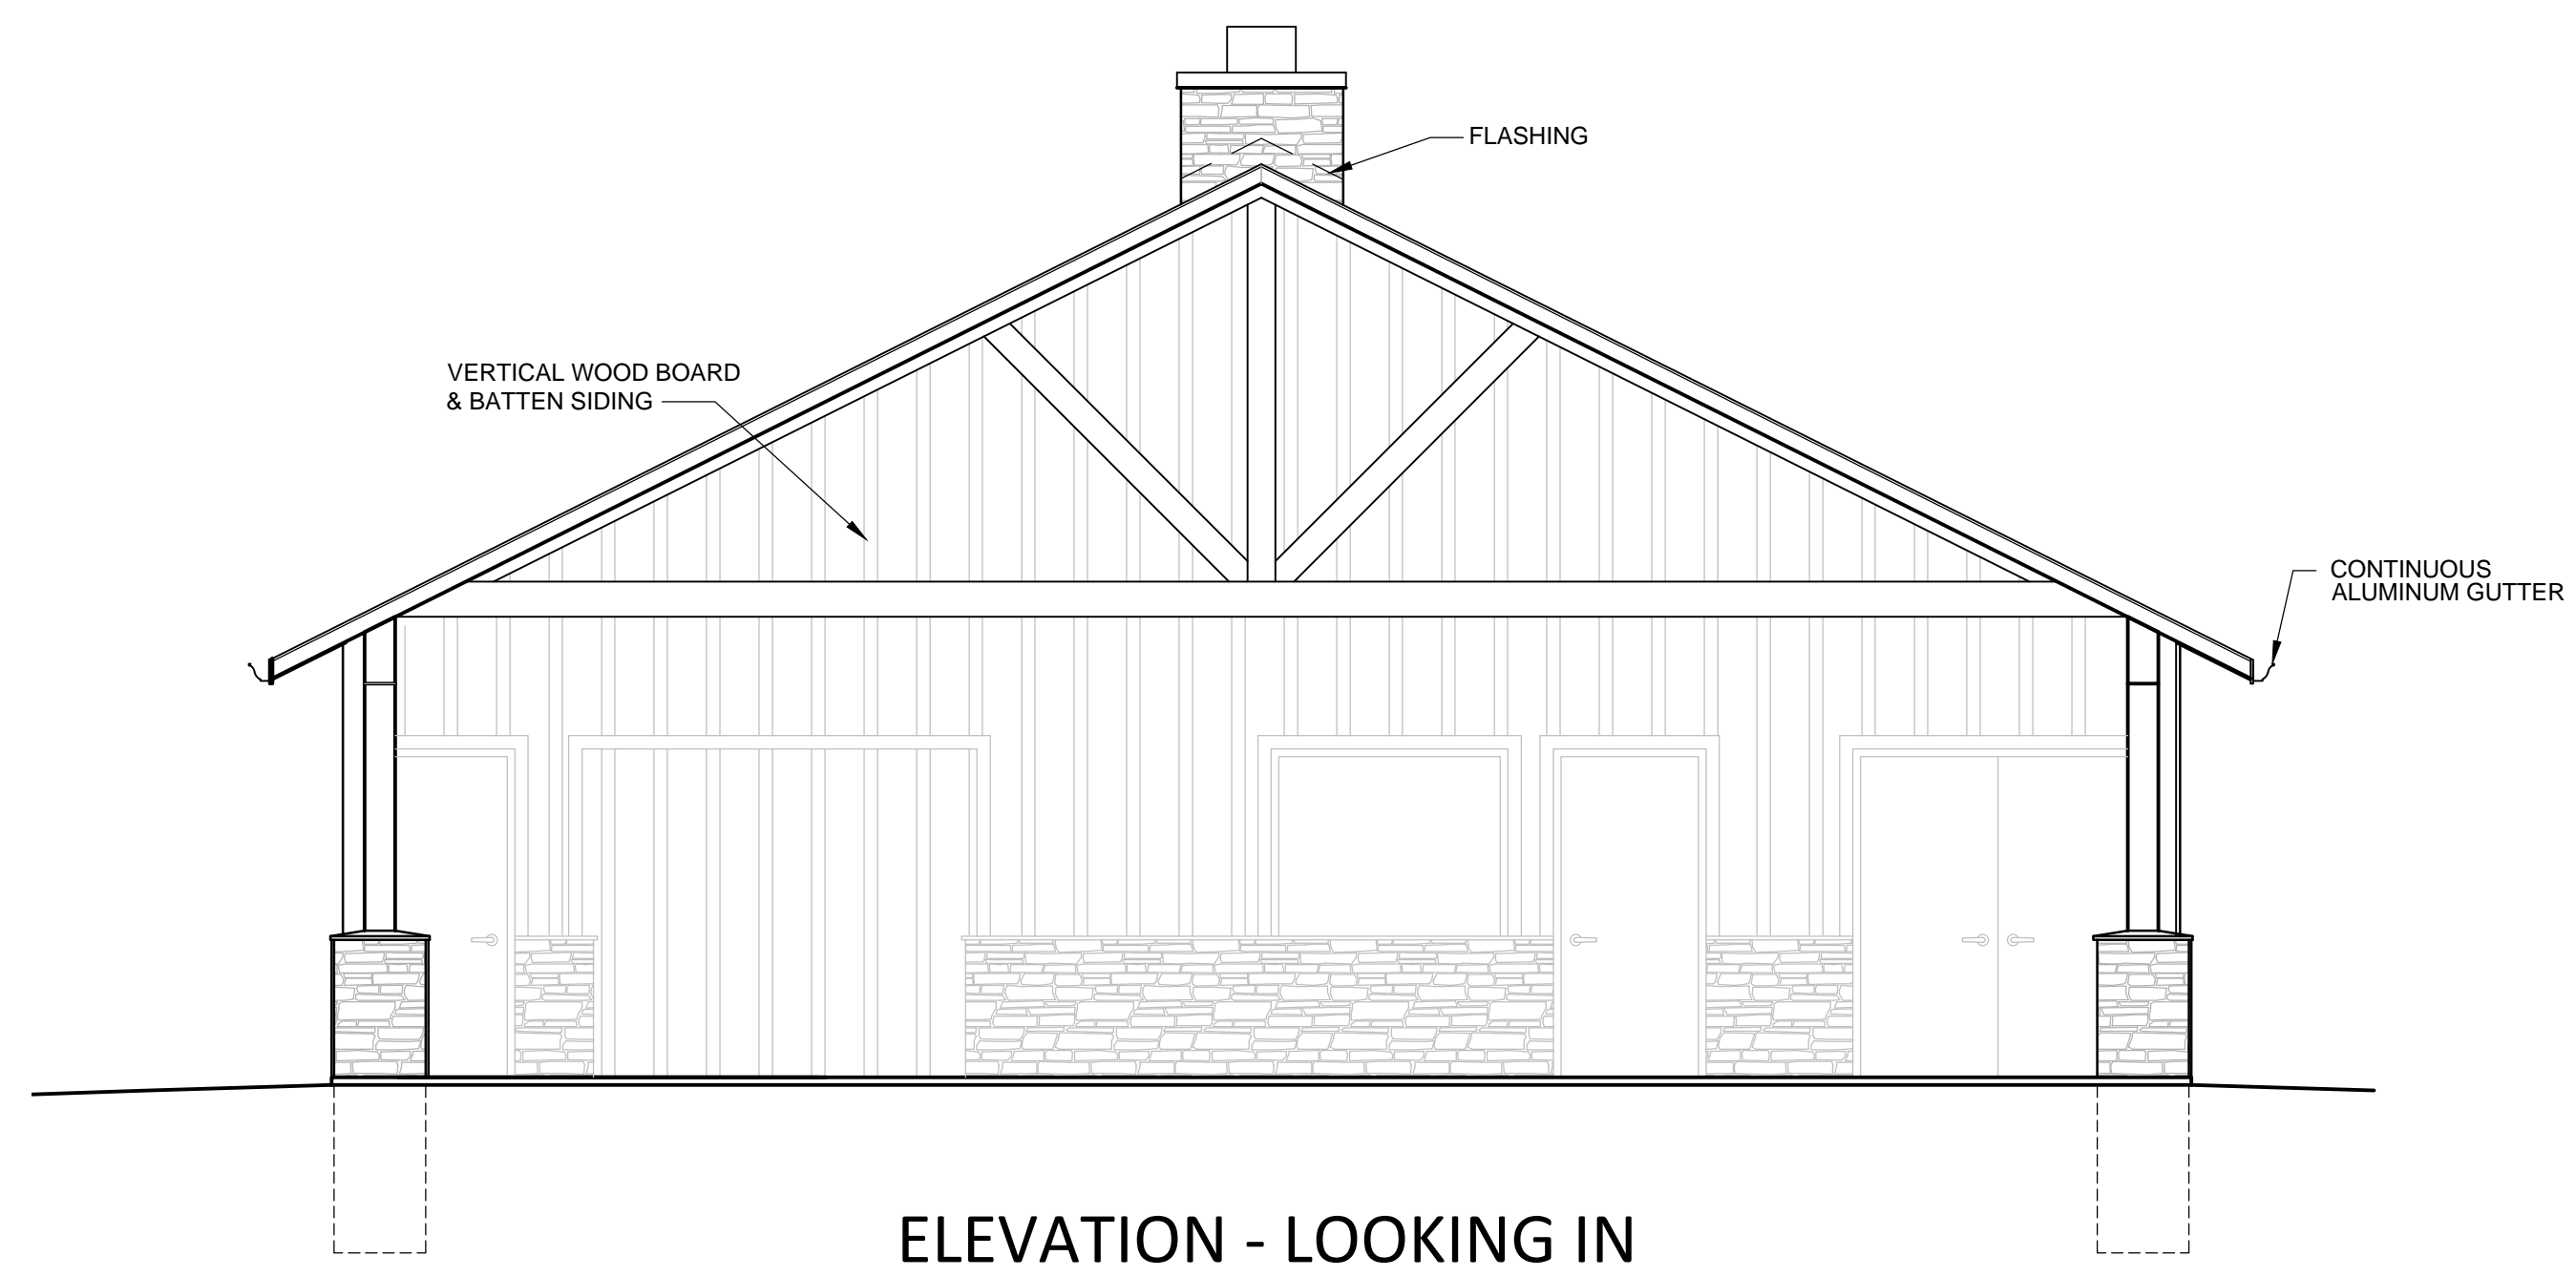 FLASHING
VERTICAL WOOD BOARD
& BATTEN SIDING
CONTINUOUS
ALUMINUM GUTTER
ELEVATION - LOOKING IN